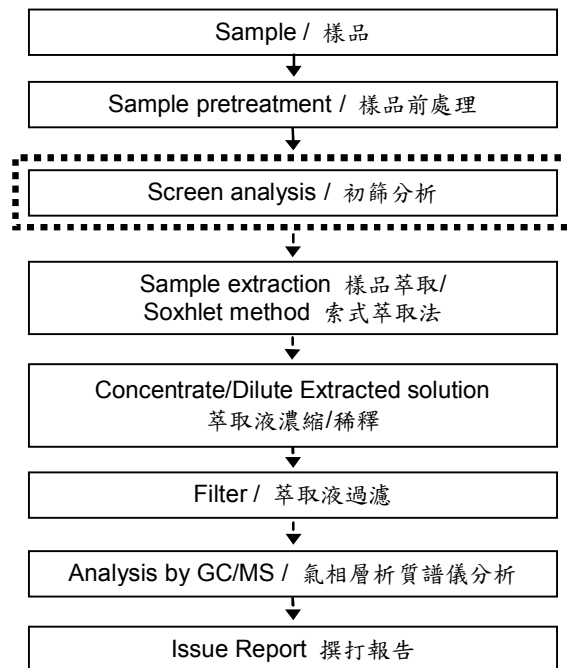 Sample / 樣品
Sample pretreatment / 樣品前處理
Screen analysis / 初篩分析
Sample extraction 樣品萃取/
Soxhlet method 索式萃取法
Concentrate/Dilute Extracted solution
萃取液濃縮/稀釋
Filter / 萃取液過濾
Analysis by GC/MS / 氣相層析質譜儀分析
Issue Report 撰打報告